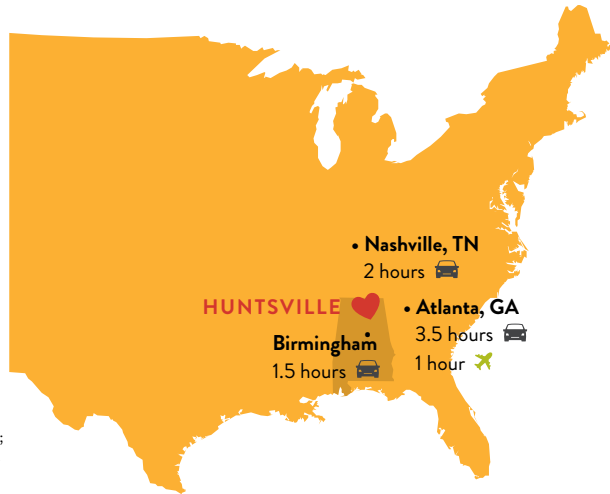 • Nashville, TN
2 hours
HUNTSVILLE
• Atlanta, GA
3.5 hours
1 hour
Birmingham
1.5 hours
;